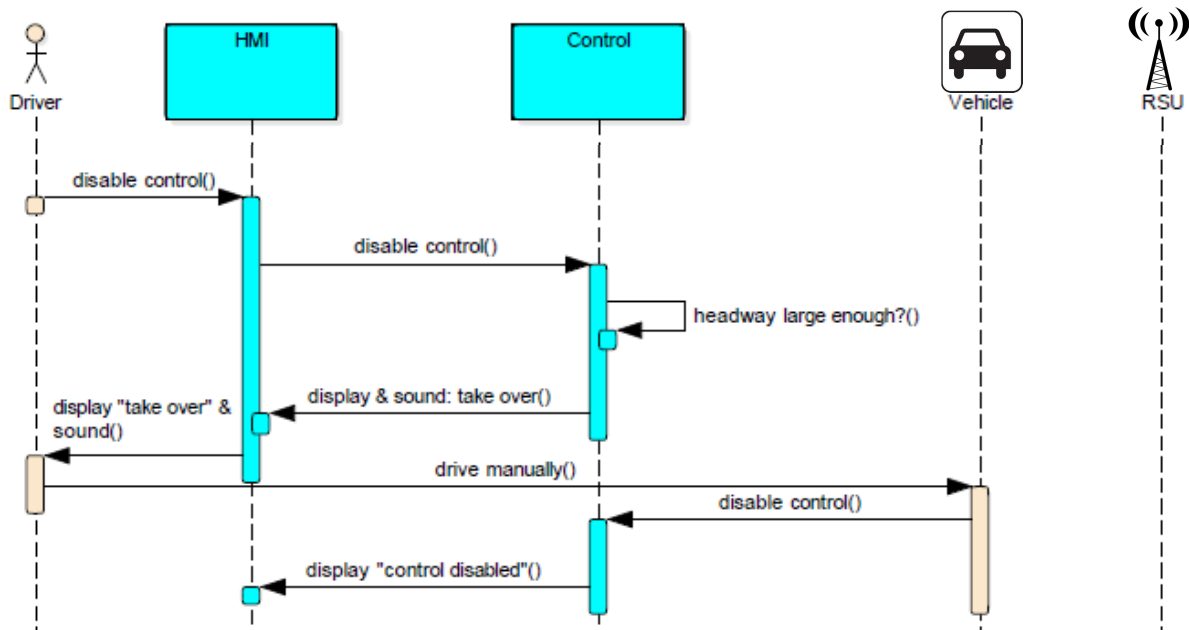 HMI
Control
Driver
Vehicle
RSU
disable control()
disable control()
headway large enough?()
display & sound: take over()
display "take over" &
sound()
drive manually()
disable control()
display "control disabled"()